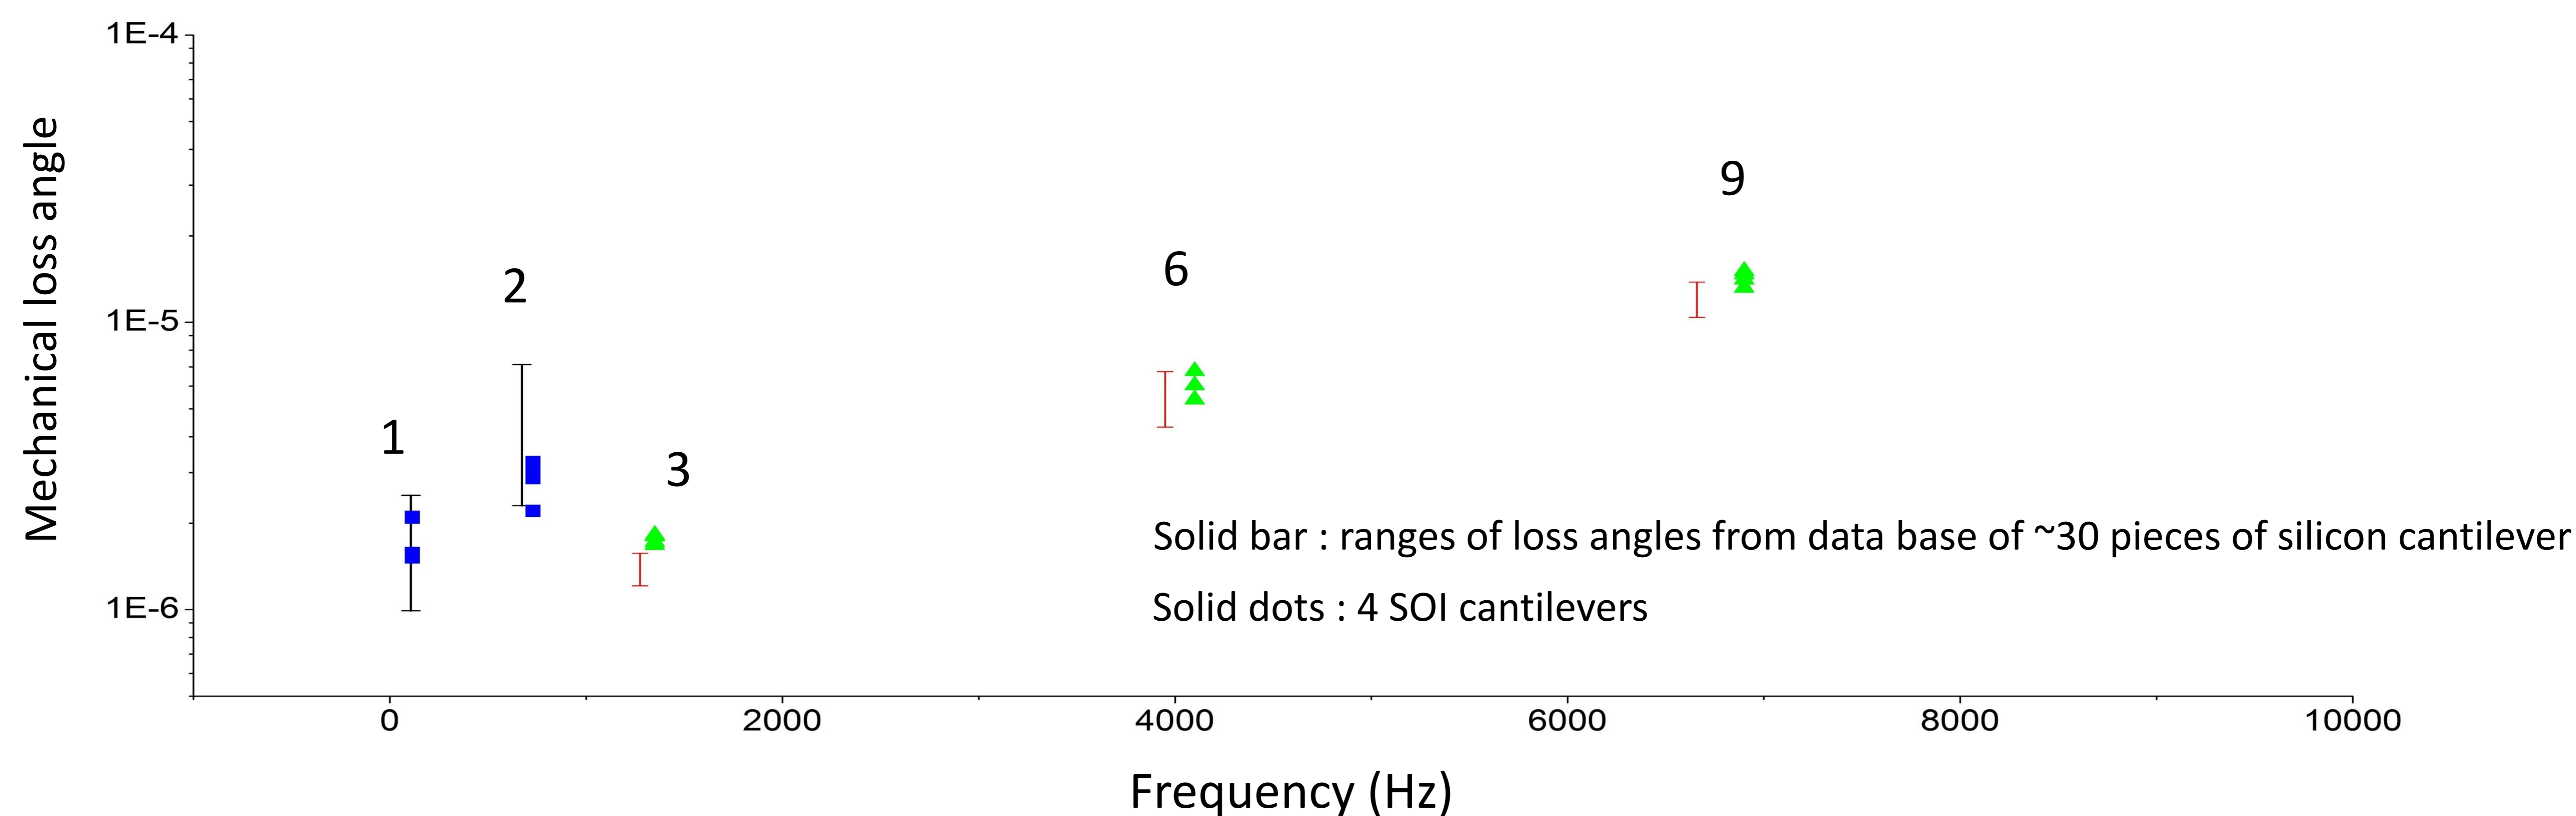 Mechanical loss angle
1E-4
1E-5
1E-6
1
2
3
6
9
Solid bar : ranges of loss angles from data base of ~30 pieces of silicon cantilever
Solid dots : 4 SOI cantilevers
0 2000 4000 6000 8000 10000
Frequency (Hz)